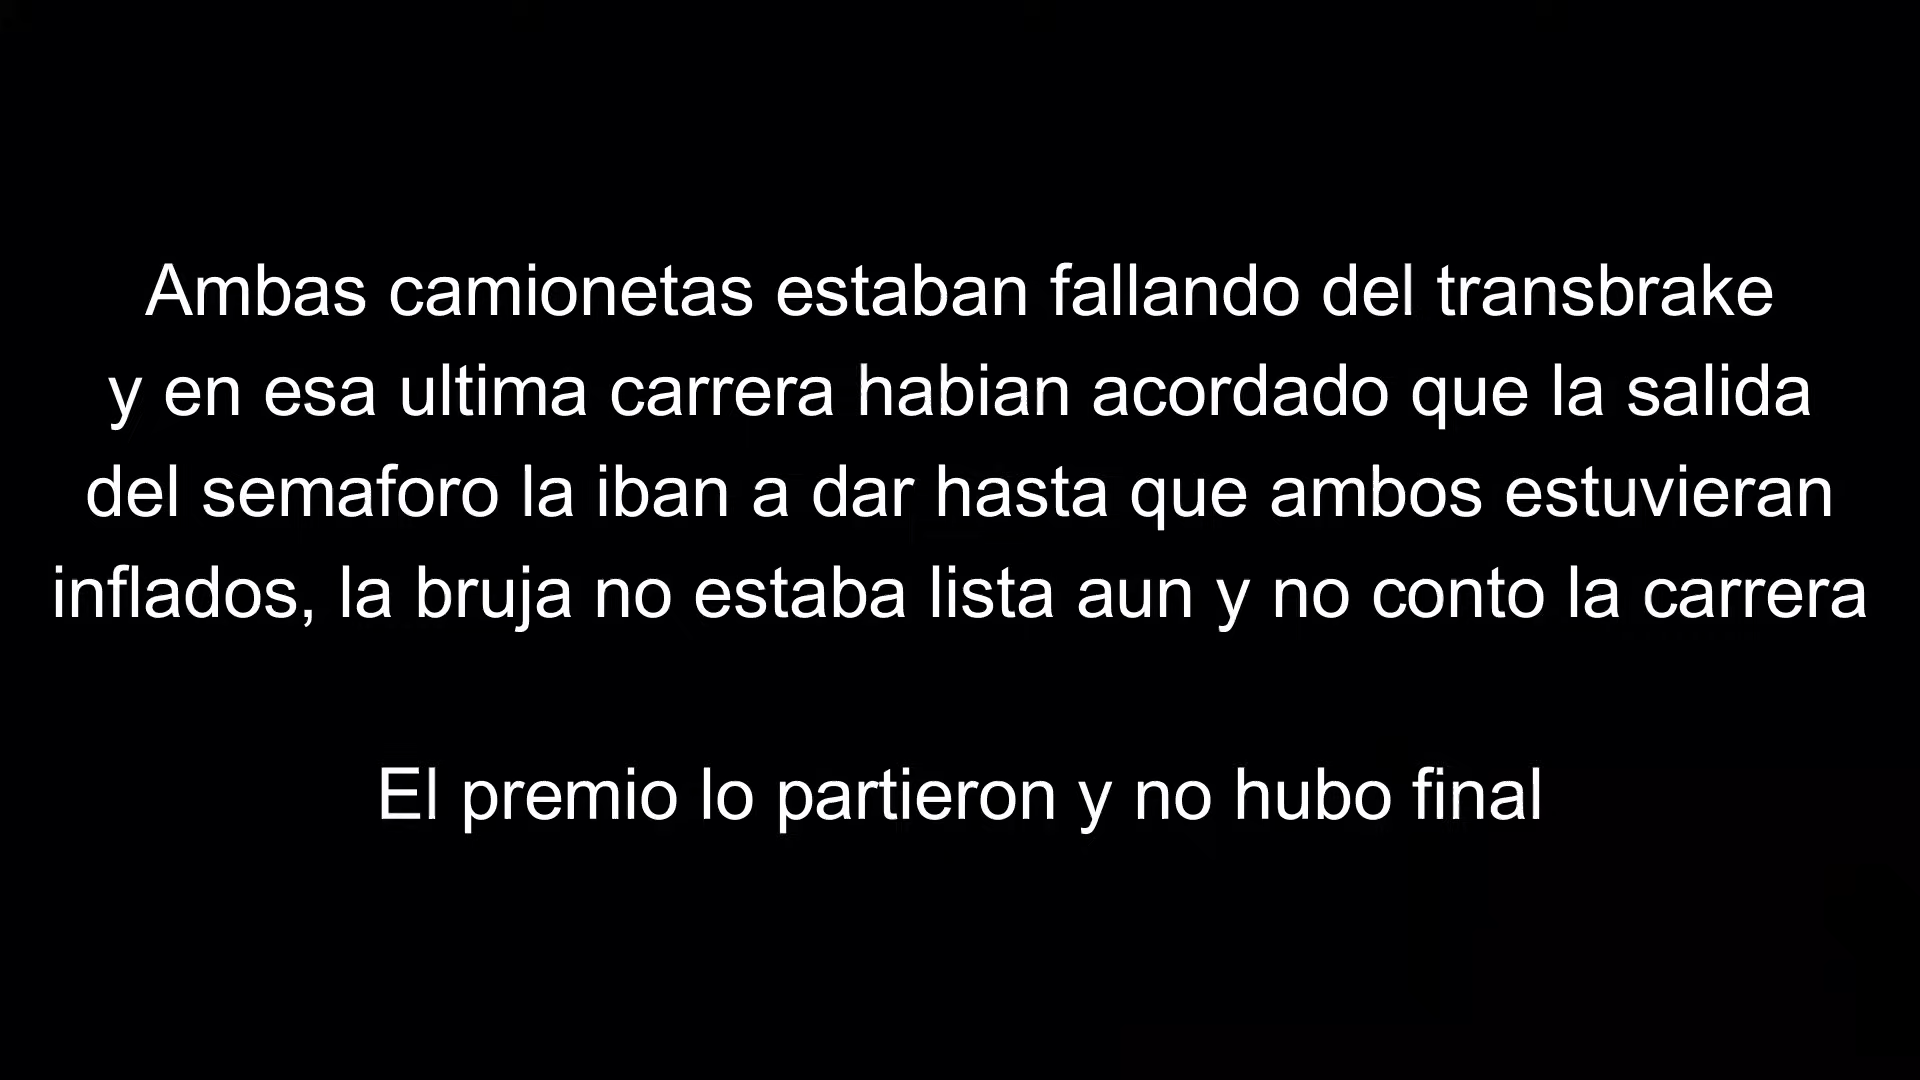 Ambas camionetas estaban fallando del transbrake
y en esa ultima carrera habian acordado que la salida
del semaforo la iban a dar hasta que ambos estuvieran
inflados, la bruja no estaba lista aun y no conto la carrera
El premio lo partieron y no hubo final